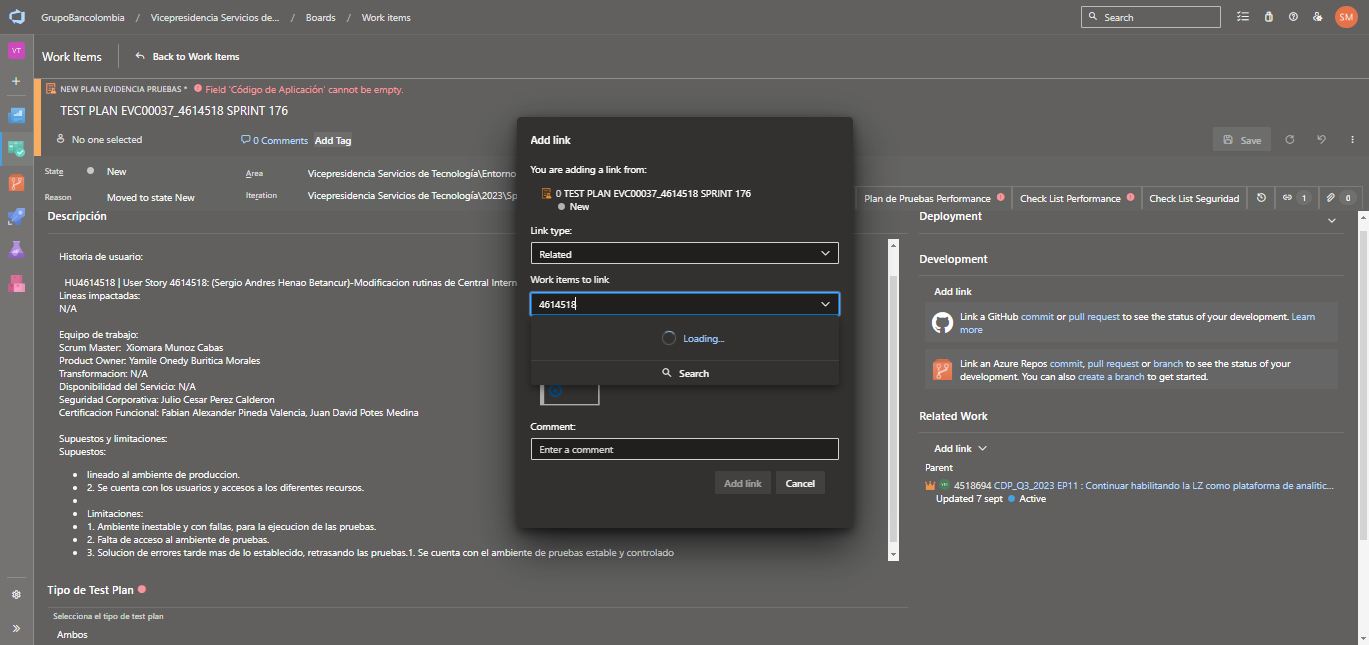 GrupoBancolombia / Vicepresidencia Servicios de... / Boards / Work items
Search
SM
VT
Work Items
Back to Work Items
NEW PLAN EVIDENCIA PRUEBAS * Field 'Código de Aplicación' cannot be empty.
TEST PLAN EVC00037_4614518 SPRINT 176
No one selected
0 Comments
Add Tag
Save
State
New
Area
Vicepresidencia Servicios de Tecnología\Entorno
Reason
Moved to state New
Iteration
Vicepresidencia Servicios de Tecnología\2023\Sp
Plan de Pruebas Performance
Check List Performance
Check List Seguridad
1
0
Descripción
Historia de usuario:
HU4614518 | User Story 4614518: (Sergio Andres Henao Betancur)-Modificacion rutinas de Central Intern
Lineas impactadas:
N/A
Equipo de trabajo:
Scrum Master: Xiomara Munoz Cabas
Product Owner: Yamile Onedy Buritica Morales
Transformacion: N/A
Disponibilidad del Servicio: N/A
Seguridad Corporativa: Julio Cesar Perez Calderon
Certificacion Funcional: Fabian Alexander Pineda Valencia, Juan David Potes Medina
Supuestos y limitaciones:
Supuestos:
lineado al ambiente de produccion.
2. Se cuenta con los usuarios y accesos a los diferentes recursos.
Limitaciones:
1. Ambiente inestable y con fallas, para la ejecucion de las pruebas.
2. Falta de acceso al ambiente de pruebas.
3. Solucion de errores tarde mas de lo establecido, retrasando las pruebas.1. Se cuenta con el ambiente de pruebas estable y controlado
Tipo de Test Plan
Selecciona el tipo de test plan
Ambos
Add link
You are adding a link from:
0 TEST PLAN EVC00037_4614518 SPRINT 176
New
Link type:
Related
Work items to link
4614518
Loading...
Search
Comment:
Enter a comment
Add link
Cancel
Deployment
Development
Add link
Link a GitHub commit or pull request to see the status of your development. Learn
more
Link an Azure Repos commit, pull request or branch to see the status of your
development. You can also create a branch to get started.
Related Work
Add link
Parent
4518694 CDP_Q3_2023 EP11 : Continuar habilitando la LZ como plataforma de analitic...
Updated 7 sept Active